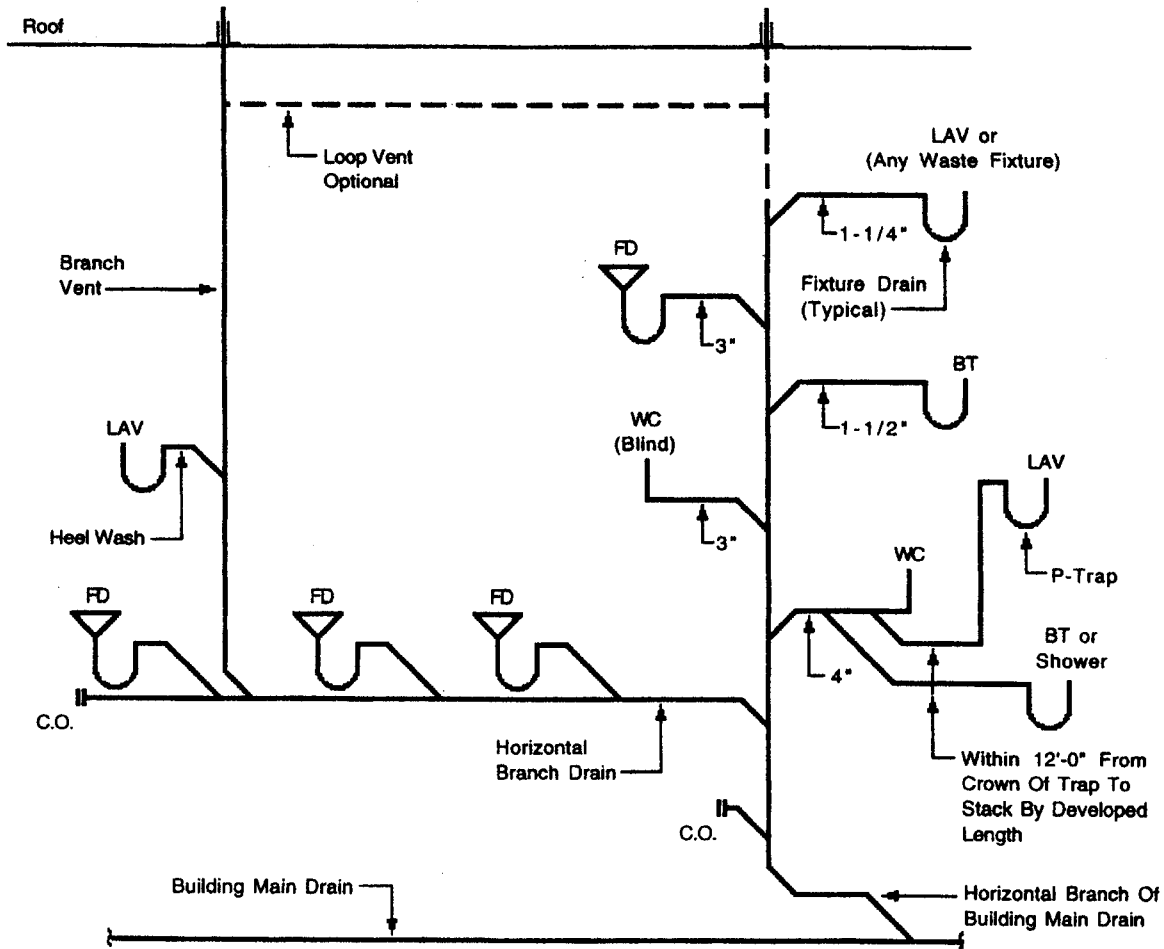 Roof
Loop Vent
Optional
LAV or
(Any Waste Fixture)
1-1/4"
Fixture Drain
(Typical)
FD
3"
Branch
Vent
BT
1-1/2"
WC
(Blind)
3"
LAV
Heel Wash
LAV
P-Trap
WC
4"
BT or
Shower
FD
FD
FD
C.O.
Horizontal
Branch Drain
Within 12'-0" From
Crown Of Trap To
Stack By Developed
Length
C.O.
Building Main Drain
Horizontal Branch Of
Building Main Drain